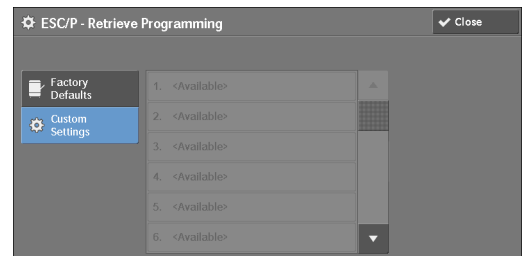 ESC/P - Retrieve Programming
Close
Factory
Defaults
Custom
Settings
1. <Available>
2. <Available>
3. <Available>
4. <Available>
5. <Available>
6. <Available>